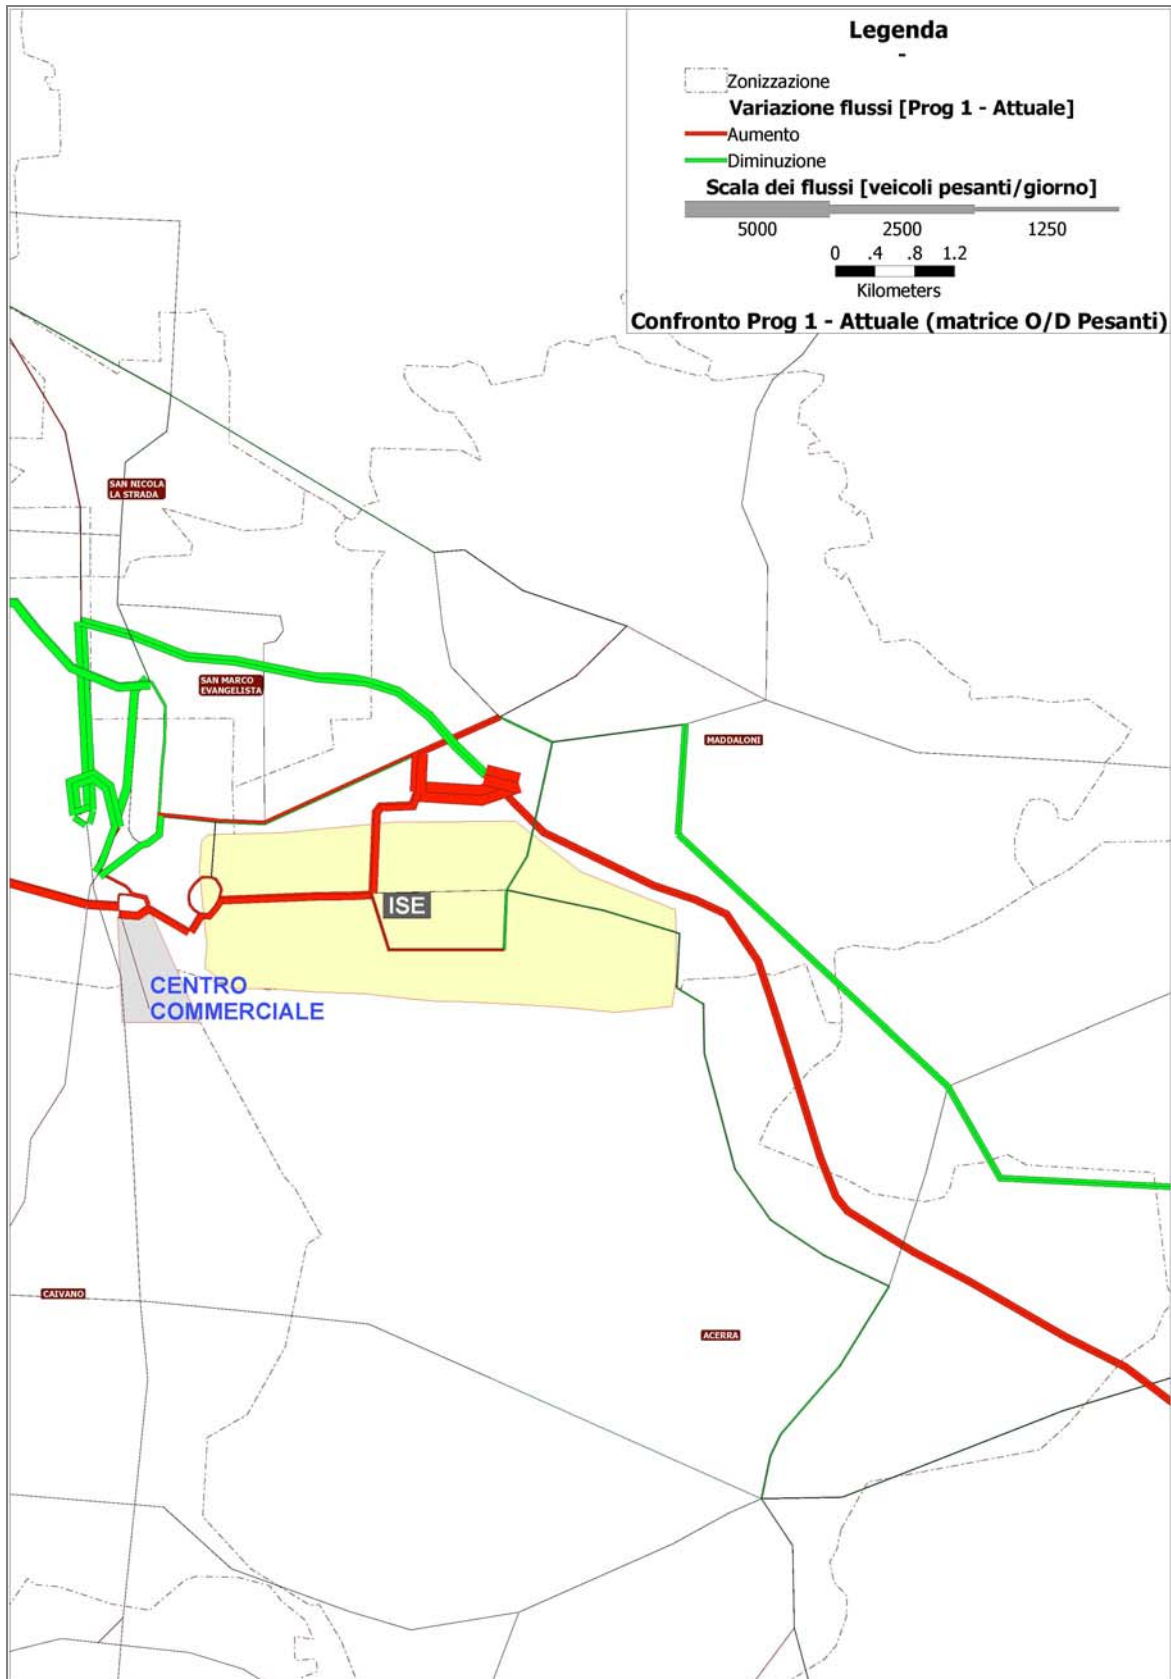 Legenda
-
Zonizzazione
Variazione flussi [Prog 1 - Attuale]
Aumento
Diminuzione
Scala dei flussi [veicoli pesanti/giorno]
5000 2500 1250
0 .4 .8 1.2
Kilometers
Confronto Prog 1 - Attuale (matrice O/D Pesanti)
SAN NICOLA
LA STRADA
SAN MARCO
EVANGELISTA
MADDALONI
ISE
CENTRO
COMMERCIALE
CAIVANO
ACERRA